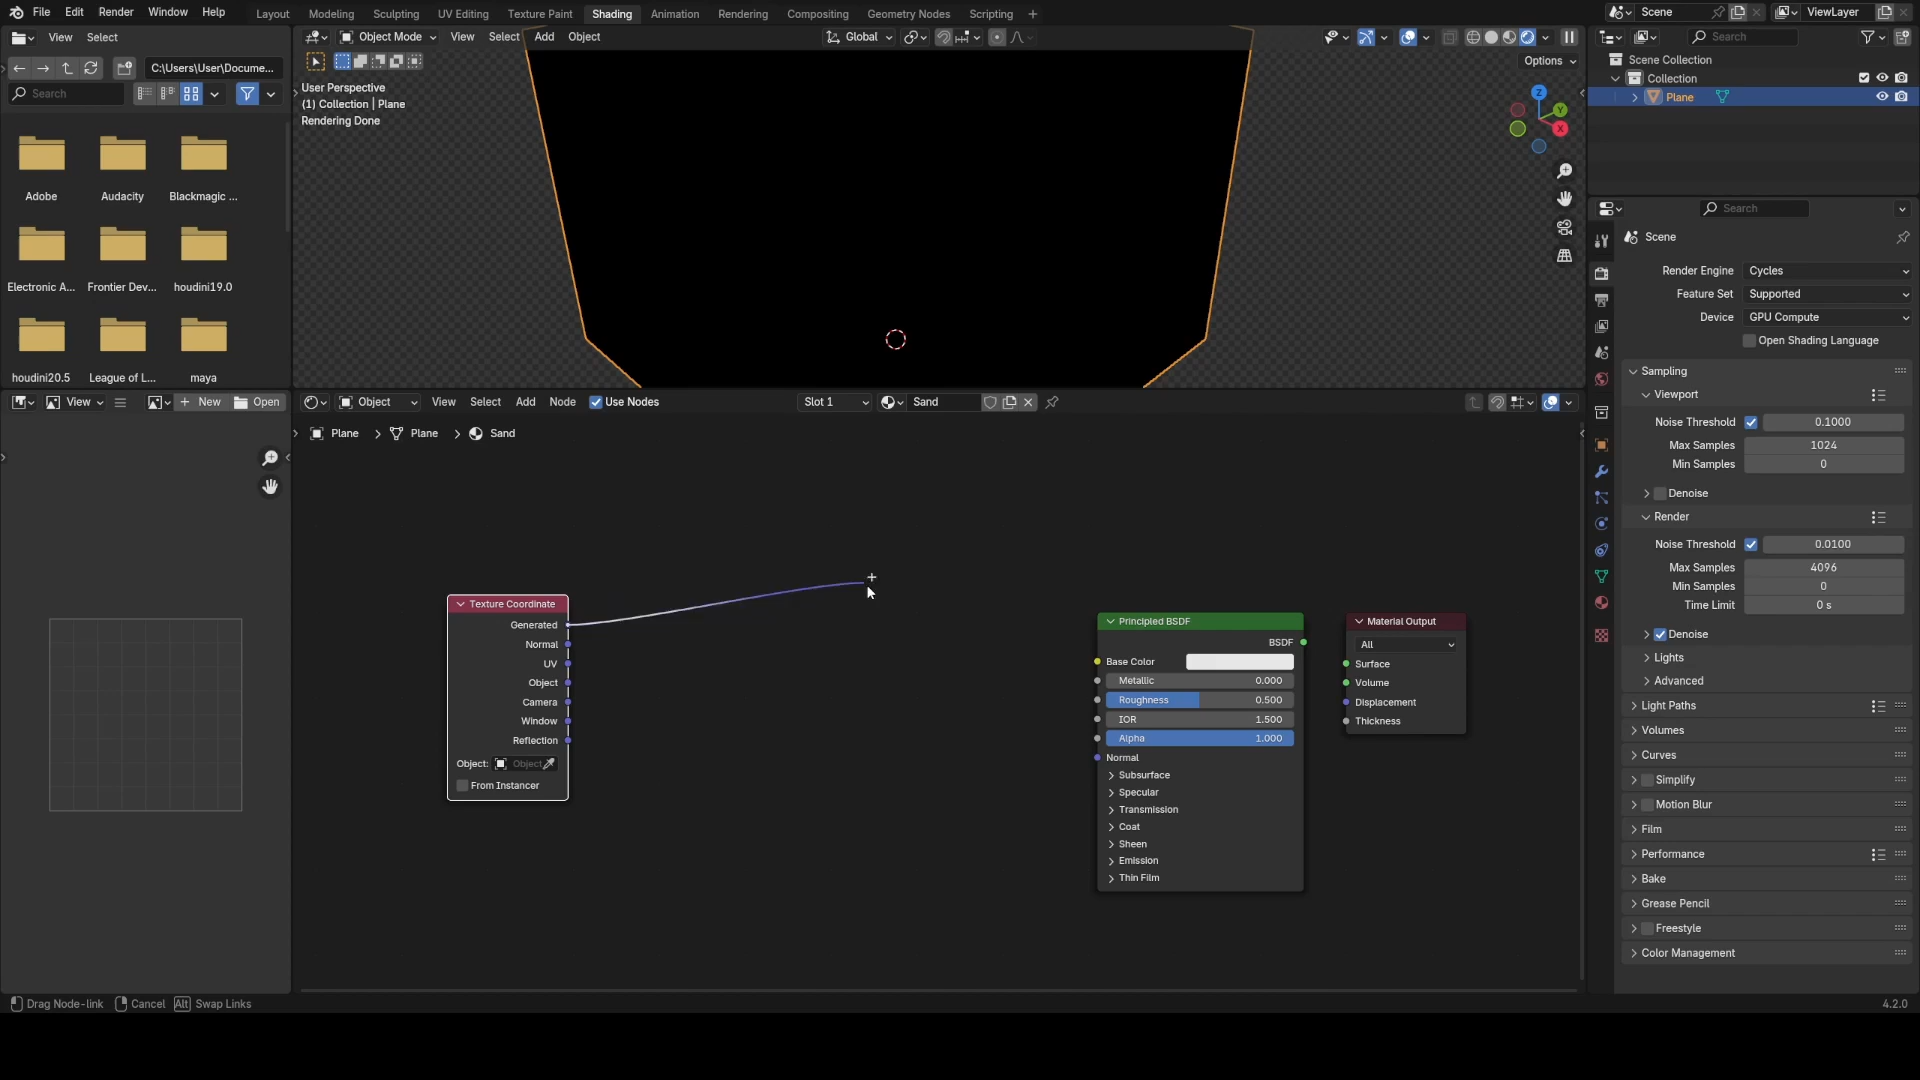 File Edit Render Window Help Layout Modeling Sculpting UV Editing Texture Paint Shading Animation Rendering Compositing Geometry Nodes Scripting + Scene ViewLayer
View Select Object Mode View Select Add Object Global Search
Options
C:\Users\User\Docume...
Search
User Perspective
(1) Collection | Plane
Rendering Done
Z
Y
X
Adobe Audacity Blackmagic ...
Electronic A... Frontier Dev... houdini19.0
houdini20.5 League of L... maya
Scene Collection
Collection
Plane
Search
Scene
Render Engine Cycles
Feature Set Supported
Device GPU Compute
Open Shading Language
Sampling
Viewport
Noise Threshold 0.1000
Max Samples 1024
Min Samples 0
Denoise
Render
Noise Threshold 0.0100
Max Samples 4096
Min Samples 0
Time Limit 0 s
Denoise
Lights
Advanced
Light Paths
Volumes
Curves
Simplify
Motion Blur
Film
Performance
Bake
Grease Pencil
Freestyle
Color Management
View + New Open
Object View Select Add Node Use Nodes Slot 1 Sand
Plane > Plane > Sand
Texture Coordinate
Generated
Normal
UV
Object
Camera
Window
Reflection
Object: Object
From Instancer
Principled BSDF
BSDF
Base Color
Metallic 0.000
Roughness 0.500
IOR 1.500
Alpha 1.000
Normal
Subsurface
Specular
Transmission
Coat
Sheen
Emission
Thin Film
Material Output
All
Surface
Volume
Displacement
Thickness
Drag Node-link Cancel Alt Swap Links 4.2.0